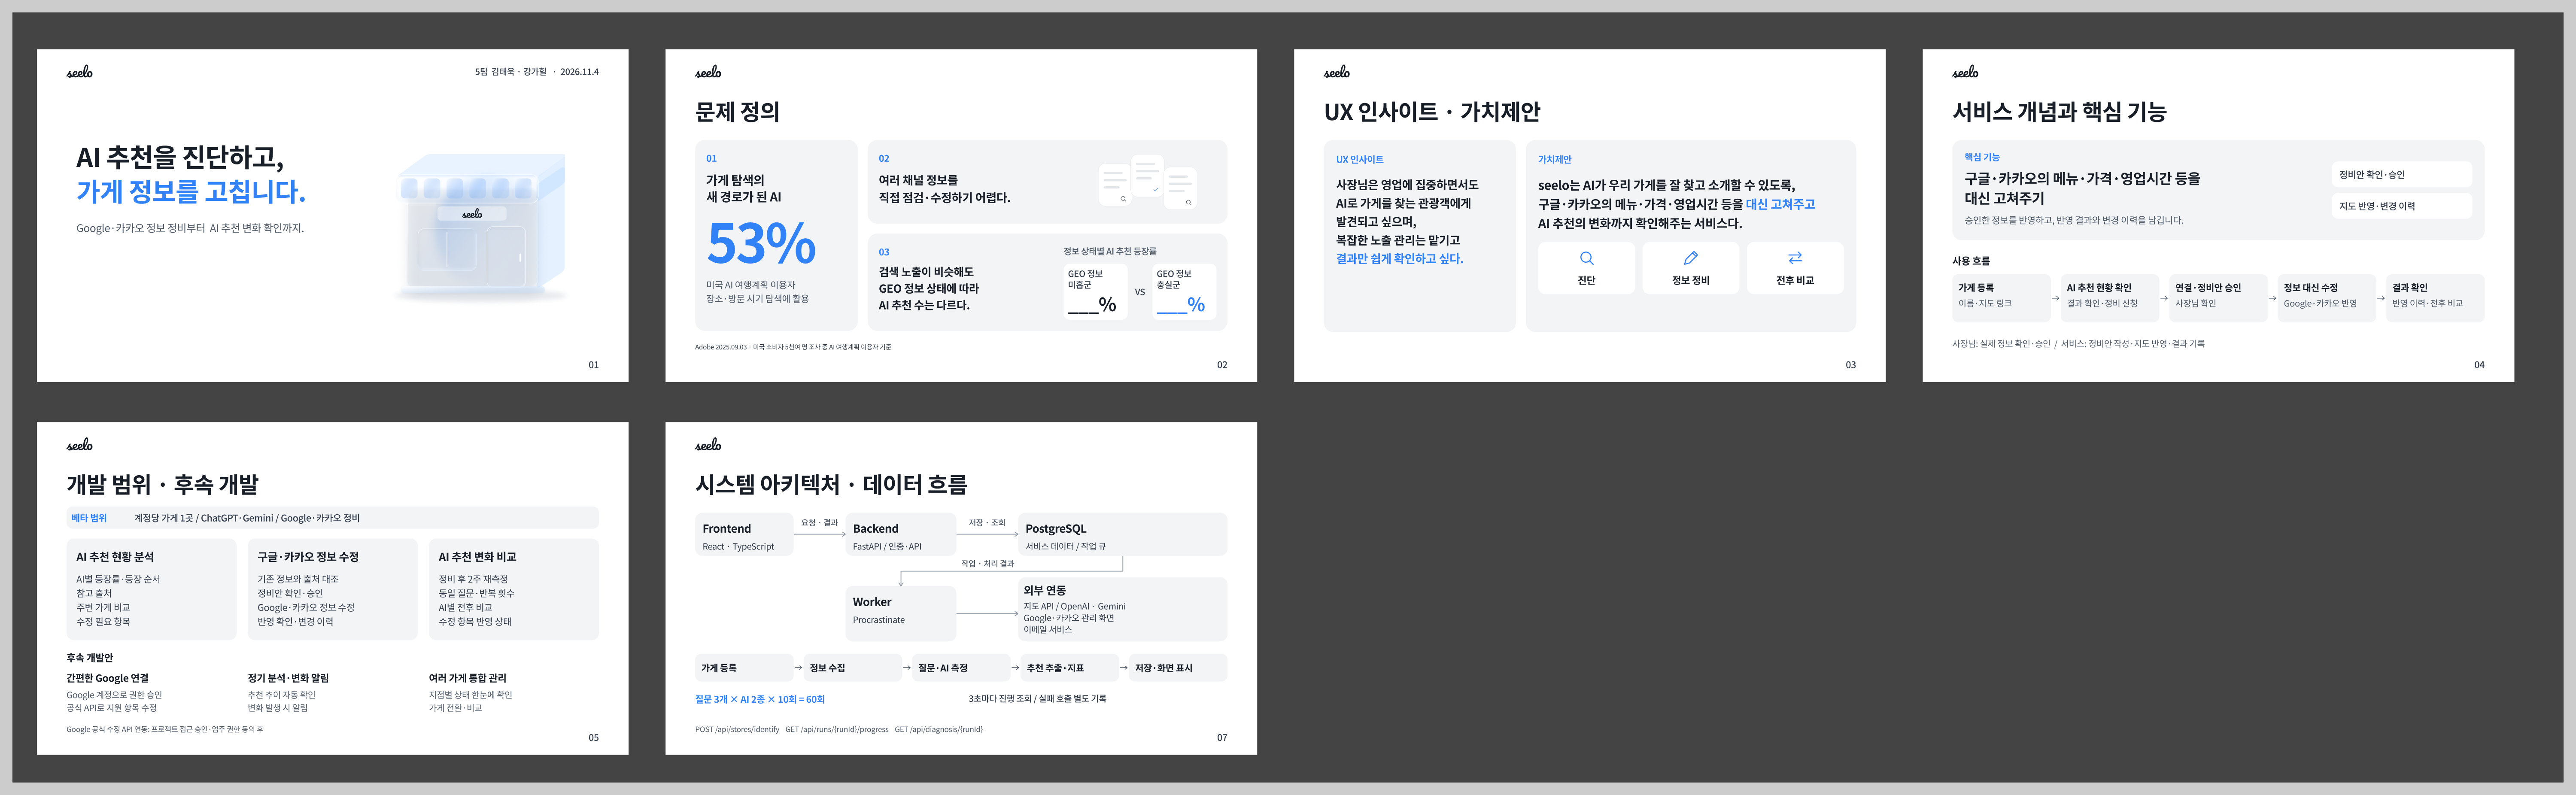 seelo
5팀 김태욱 · 강가힐 · 2026.11.4
AI 추천을 진단하고,
가게 정보를 고칩니다.
Google·카카오 정보 정비부터 AI 추천 변화 확인까지.
seelo
01
seelo
문제 정의
01
가게 탐색의
새 경로가 된 AI
53%
미국 AI 여행계획 이용자
장소·방문 시기 탐색에 활용
02
여러 채널 정보를
직접 점검·수정하기 어렵다.
03
검색 노출이 비슷해도
GEO 정보 상태에 따라
AI 추천 수는 다르다.
정보 상태별 AI 추천 등장률
GEO 정보
미흡군
___%
VS
GEO 정보
충실군
___%
Adobe 2025.09.03 · 미국 소비자 5천여 명 조사 중 AI 여행계획 이용자 기준
02
seelo
UX 인사이트 · 가치제안
UX 인사이트
사장님은 영업에 집중하면서도
AI로 가게를 찾는 관광객에게
발견되고 싶으며,
복잡한 노출 관리는 맡기고
결과만 쉽게 확인하고 싶다.
가치제안
seelo는 AI가 우리 가게를 잘 찾고 소개할 수 있도록,
구글·카카오의 메뉴·가격·영업시간 등을 대신 고쳐주고
AI 추천의 변화까지 확인해주는 서비스다.
진단
정보 정비
전후 비교
03
seelo
서비스 개념과 핵심 기능
핵심 기능
구글·카카오의 메뉴·가격·영업시간 등을
대신 고쳐주기
승인한 정보를 반영하고, 반영 결과와 변경 이력을 남깁니다.
정비안 확인·승인
지도 반영·변경 이력
사용 흐름
가게 등록
이름·지도 링크
→
AI 추천 현황 확인
결과 확인·정비 신청
→
연결·정비안 승인
사장님 확인
→
정보 대신 수정
Google·카카오 반영
→
결과 확인
반영 이력·전후 비교
사장님: 실제 정보 확인·승인 / 서비스: 정비안 작성·지도 반영·결과 기록
04
seelo
개발 범위 · 후속 개발
베타 범위 계정당 가게 1곳 / ChatGPT·Gemini / Google·카카오 정비
AI 추천 현황 분석
AI별 등장률·등장 순서
참고 출처
주변 가게 비교
수정 필요 항목
구글·카카오 정보 수정
기존 정보와 출처 대조
정비안 확인·승인
Google·카카오 정보 수정
반영 확인·변경 이력
AI 추천 변화 비교
정비 후 2주 재측정
동일 질문·반복 횟수
AI별 전후 비교
수정 항목 반영 상태
후속 개발안
간편한 Google 연결
Google 계정으로 권한 승인
공식 API로 지원 항목 수정
정기 분석·변화 알림
추천 추이 자동 확인
변화 발생 시 알림
여러 가게 통합 관리
지점별 상태 한눈에 확인
가게 전환·비교
Google 공식 수정 API 연동: 프로젝트 접근 승인·업주 권한 동의 후
05
seelo
시스템 아키텍처 · 데이터 흐름
Frontend
React · TypeScript
요청 · 결과
Backend
FastAPI / 인증·API
저장 · 조회
PostgreSQL
서비스 데이터 / 작업 큐
작업 · 처리 결과
Worker
Procrastinate
외부 연동
지도 API / OpenAI · Gemini
Google·카카오 관리 화면
이메일 서비스
가게 등록
→
정보 수집
→
질문·AI 측정
→
추천 추출·지표
→
저장·화면 표시
질문 3개 × AI 2종 × 10회 = 60회
3초마다 진행 조회 / 실패 호출 별도 기록
POST /api/stores/identify GET /api/runs/{runId}/progress GET /api/diagnosis/{runId}
07